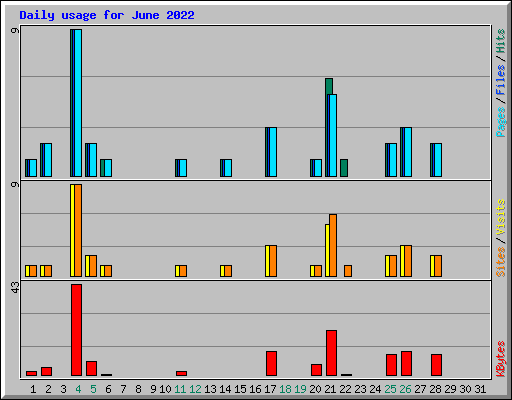 Daily usage for June 2022
9
Pages / Files / Hits
9
Sites / Visits
43
KBytes
1 2 3 4 5 6 7 8 9 10 11 12 13 14 15 16 17 18 19 20 21 22 23 24 25 26 27 28 29 30 31